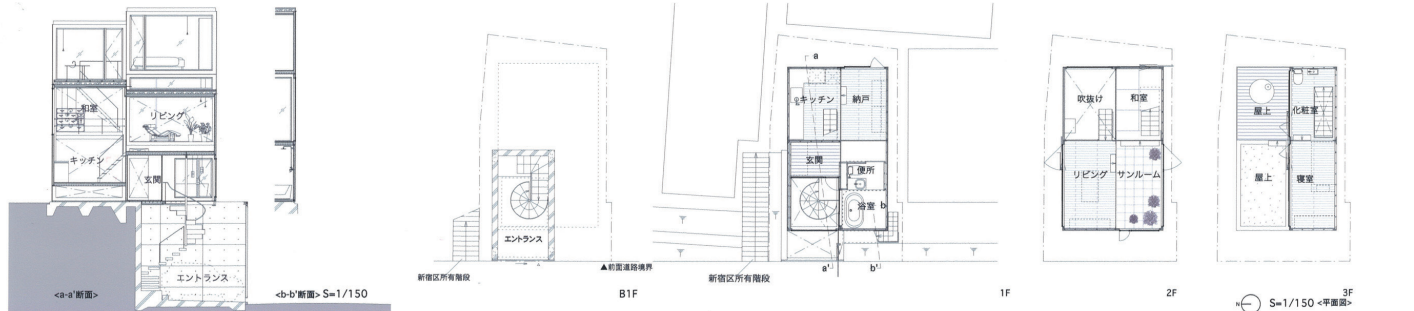 和室
リビング
キッチン
玄関
エントランス
<a-a'断面>
<b-b'断面> S=1/150
エントランス
新宿区所有階段
▲前面道路境界
B1F
a
キッチン
納戸
玄関
便所
浴室
b
a'
b'
新宿区所有階段
1F
吹抜け
和室
リビング
サンルーム
2F
屋上
化粧室
屋上
寝室
3F
N
S=1/150 <平面図>